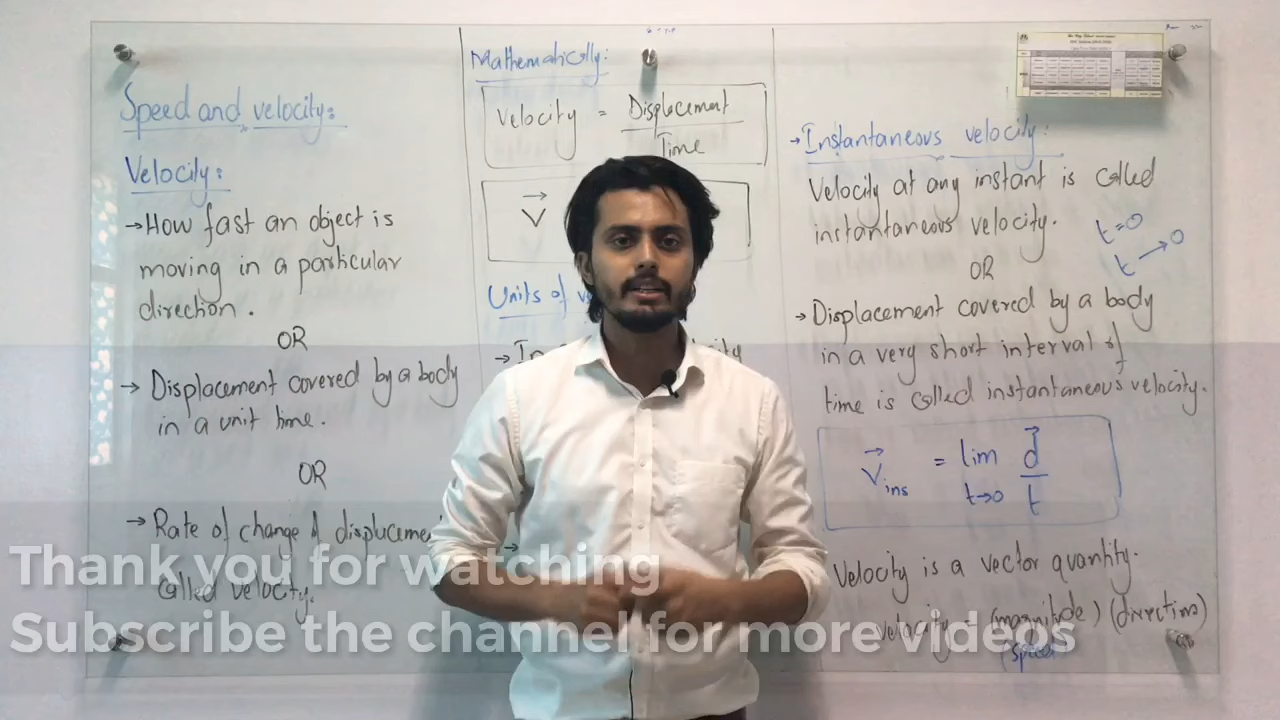 Speed and velocity:
Velocity:
→ How fast an object is
moving in a particular
direction.
OR
→ Displacement covered by a body
in a unit time.
OR
→ Rate of change of
called velocity.
Mathematically:
Velocity = Displacement
Time
V
Units of
→ In
→ Instantaneous velocity:
Velocity at any instant is called
instantaneous velocity.
t=0
t → 0
OR
→ Displacement covered by a body
in a very short interval of
time is called instantaneous velocity.
V⃗ins = lim d⃗
t→0 t
Velocity is a vector quantity.
velocity = (magnitude) (direction)
(speed)
Thank you for watching
Subscribe the channel for more videos